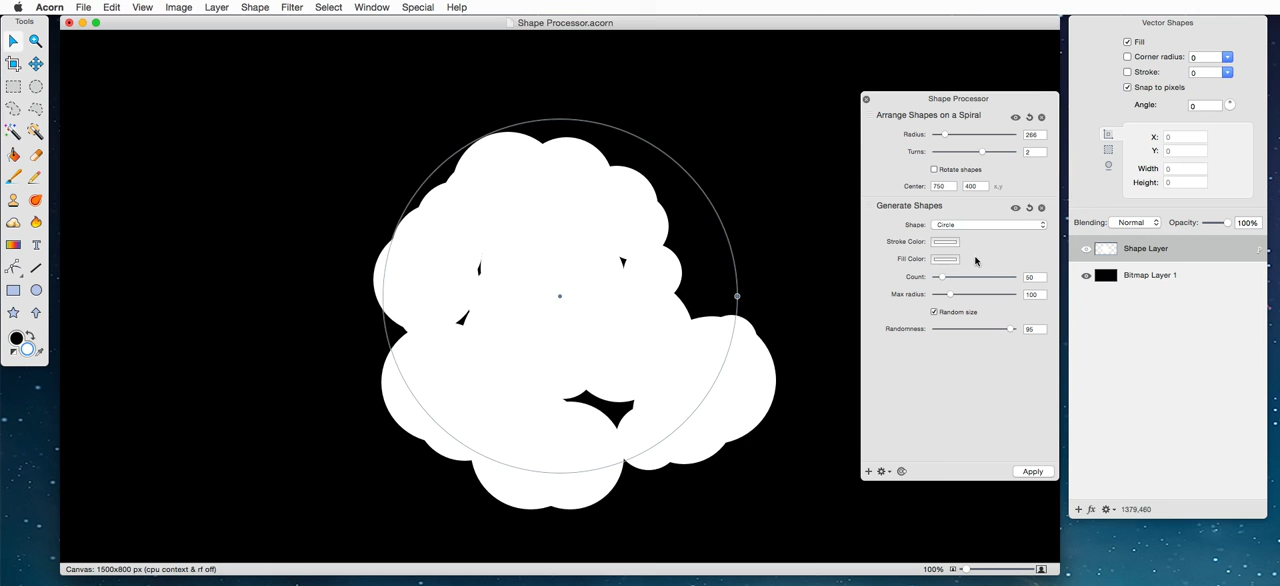 Acorn File Edit View Image Layer Shape Filter Select Window Special Help
Tools
Shape Processor.acorn
Canvas: 1500x800 px (cpu context & rf off)
100%
Shape Processor
Arrange Shapes on a Spiral
Radius: 266
Turns: 2
Rotate shapes
Center: 750 400 x,y
Generate Shapes
Shape: Circle
Stroke Color:
Fill Color:
Count: 50
Max radius: 100
Random size
Randomness: 95
Apply
Vector Shapes
Fill
Corner radius: 0
Stroke: 0
Snap to pixels
Angle: 0 °
X: 0
Y: 0
Width 0
Height: 0
Blending: Normal Opacity: 100%
Shape Layer
Bitmap Layer 1
fx 1379,460